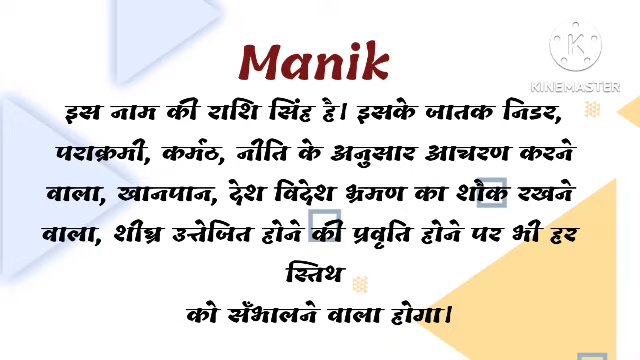 Manik
K
KINEMASTER
इस नाम की राशि सिंह है। इसके जातक निडर,
पराक्रमी, कर्मठ, नीति के अनुसार आचरण करने
वाला, खानपान, देश विदेश भ्रमण का शौक रखने
वाला, शीघ्र उत्तेजित होने की प्रवृति होने पर भी हर
स्तिथ
को सँभालने वाला होगा।